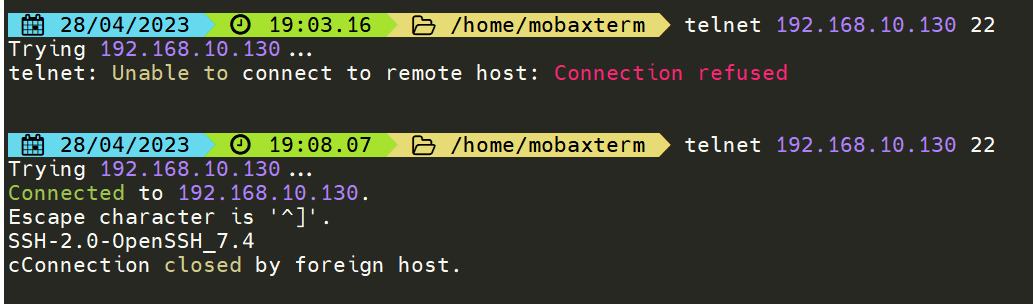 28/04/2023 19:03.16 /home/mobaxterm telnet 192.168.10.130 22
Trying 192.168.10.130...
telnet: Unable to connect to remote host: Connection refused
28/04/2023 19:08.07 /home/mobaxterm telnet 192.168.10.130 22
Trying 192.168.10.130...
Connected to 192.168.10.130.
Escape character is '^]'.
SSH-2.0-OpenSSH_7.4
cConnection closed by foreign host.